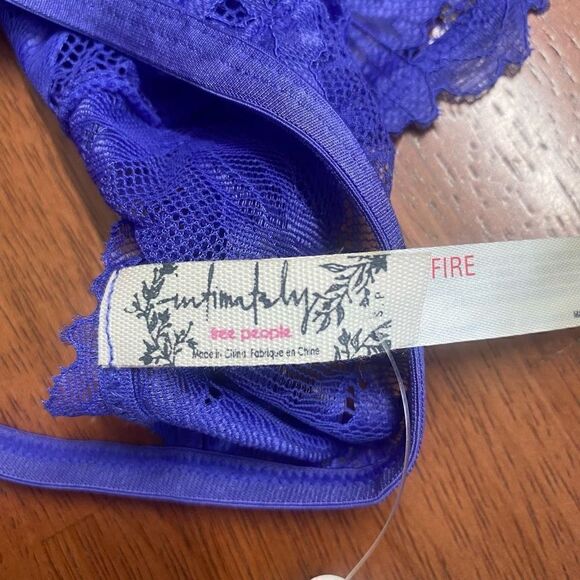 intimately
free people
Made in China Fabrique en Chine
S P
FIRE